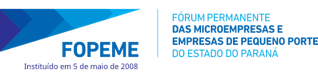 FOPEME
Instituído em 5 de maio de 2008
FÓRUM PERMANENTE
DAS MICROEMPRESAS E
EMPRESAS DE PEQUENO PORTE
DO ESTADO DO PARANÁ